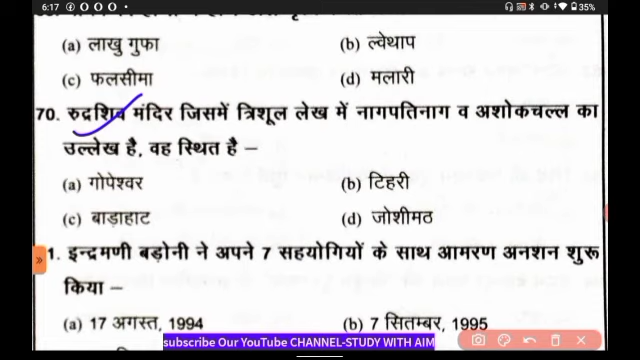 6:17
35%
(a) लाखु गुफा (b) ल्वेथाप
(c) फलसीमा (d) मलारी
70. रुद्रशिव मंदिर जिसमें त्रिशूल लेख में नागपतिनाग व अशोकचल्ल का
उल्लेख है, वह स्थित है –
(a) गोपेश्वर (b) टिहरी
(c) बाड़ाहाट (d) जोशीमठ
1. इन्द्रमणी बड़ोनी ने अपने 7 सहयोगियों के साथ आमरण अनशन शुरू
किया –
(a) 17 अगस्त, 1994 (b) 7 सितम्बर, 1995
subscribe Our YouTube CHANNEL-STUDY WITH AIM